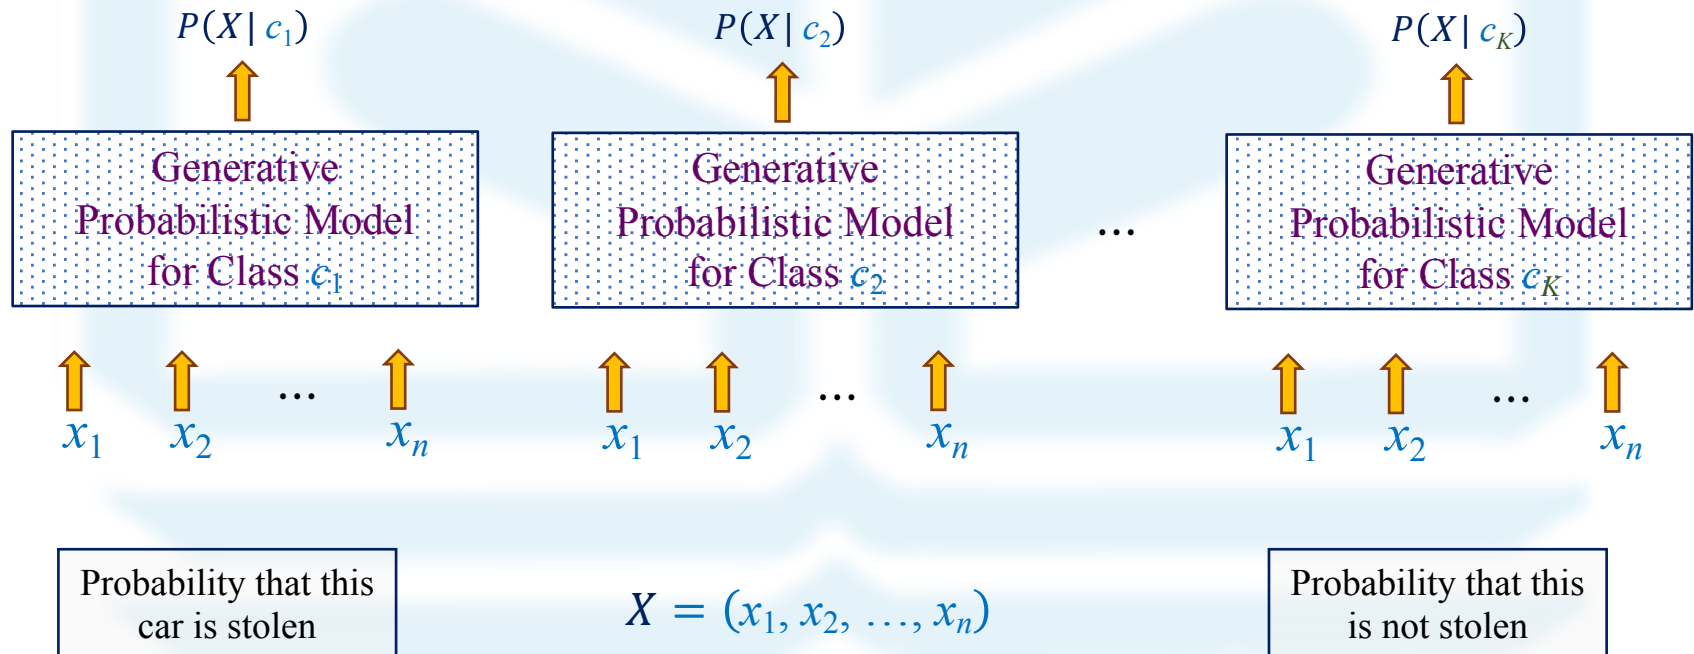 P(X| c₁) P(X| c₂) P(X| c_K)
Generative Generative Generative
Probabilistic Model Probabilistic Model ... Probabilistic Model
for Class c₁ for Class c₂ for Class c_K
... ... ...
x₁ x₂ xₙ x₁ x₂ xₙ x₁ x₂ xₙ
Probability that this
car is stolen
X = (x₁, x₂, …, xₙ)
Probability that this
is not stolen